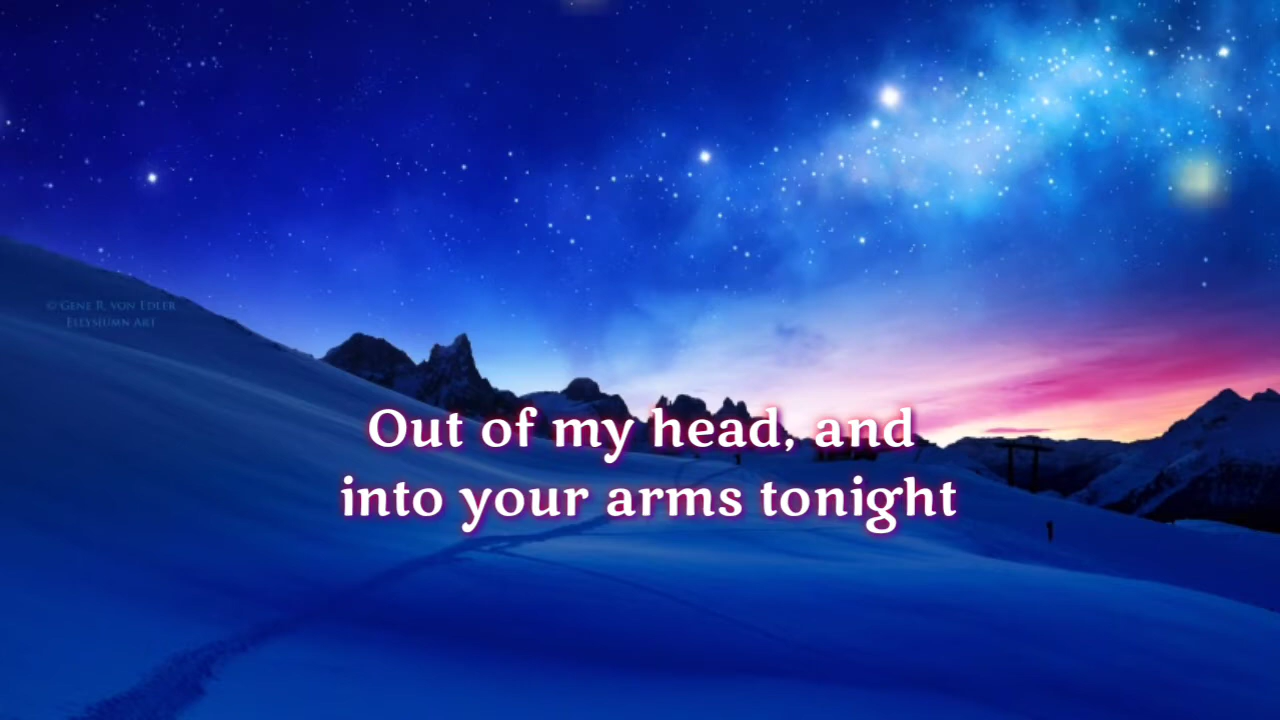 © Gene R. von Edler
Elysiumn Art
Out of my head, and
into your arms tonight